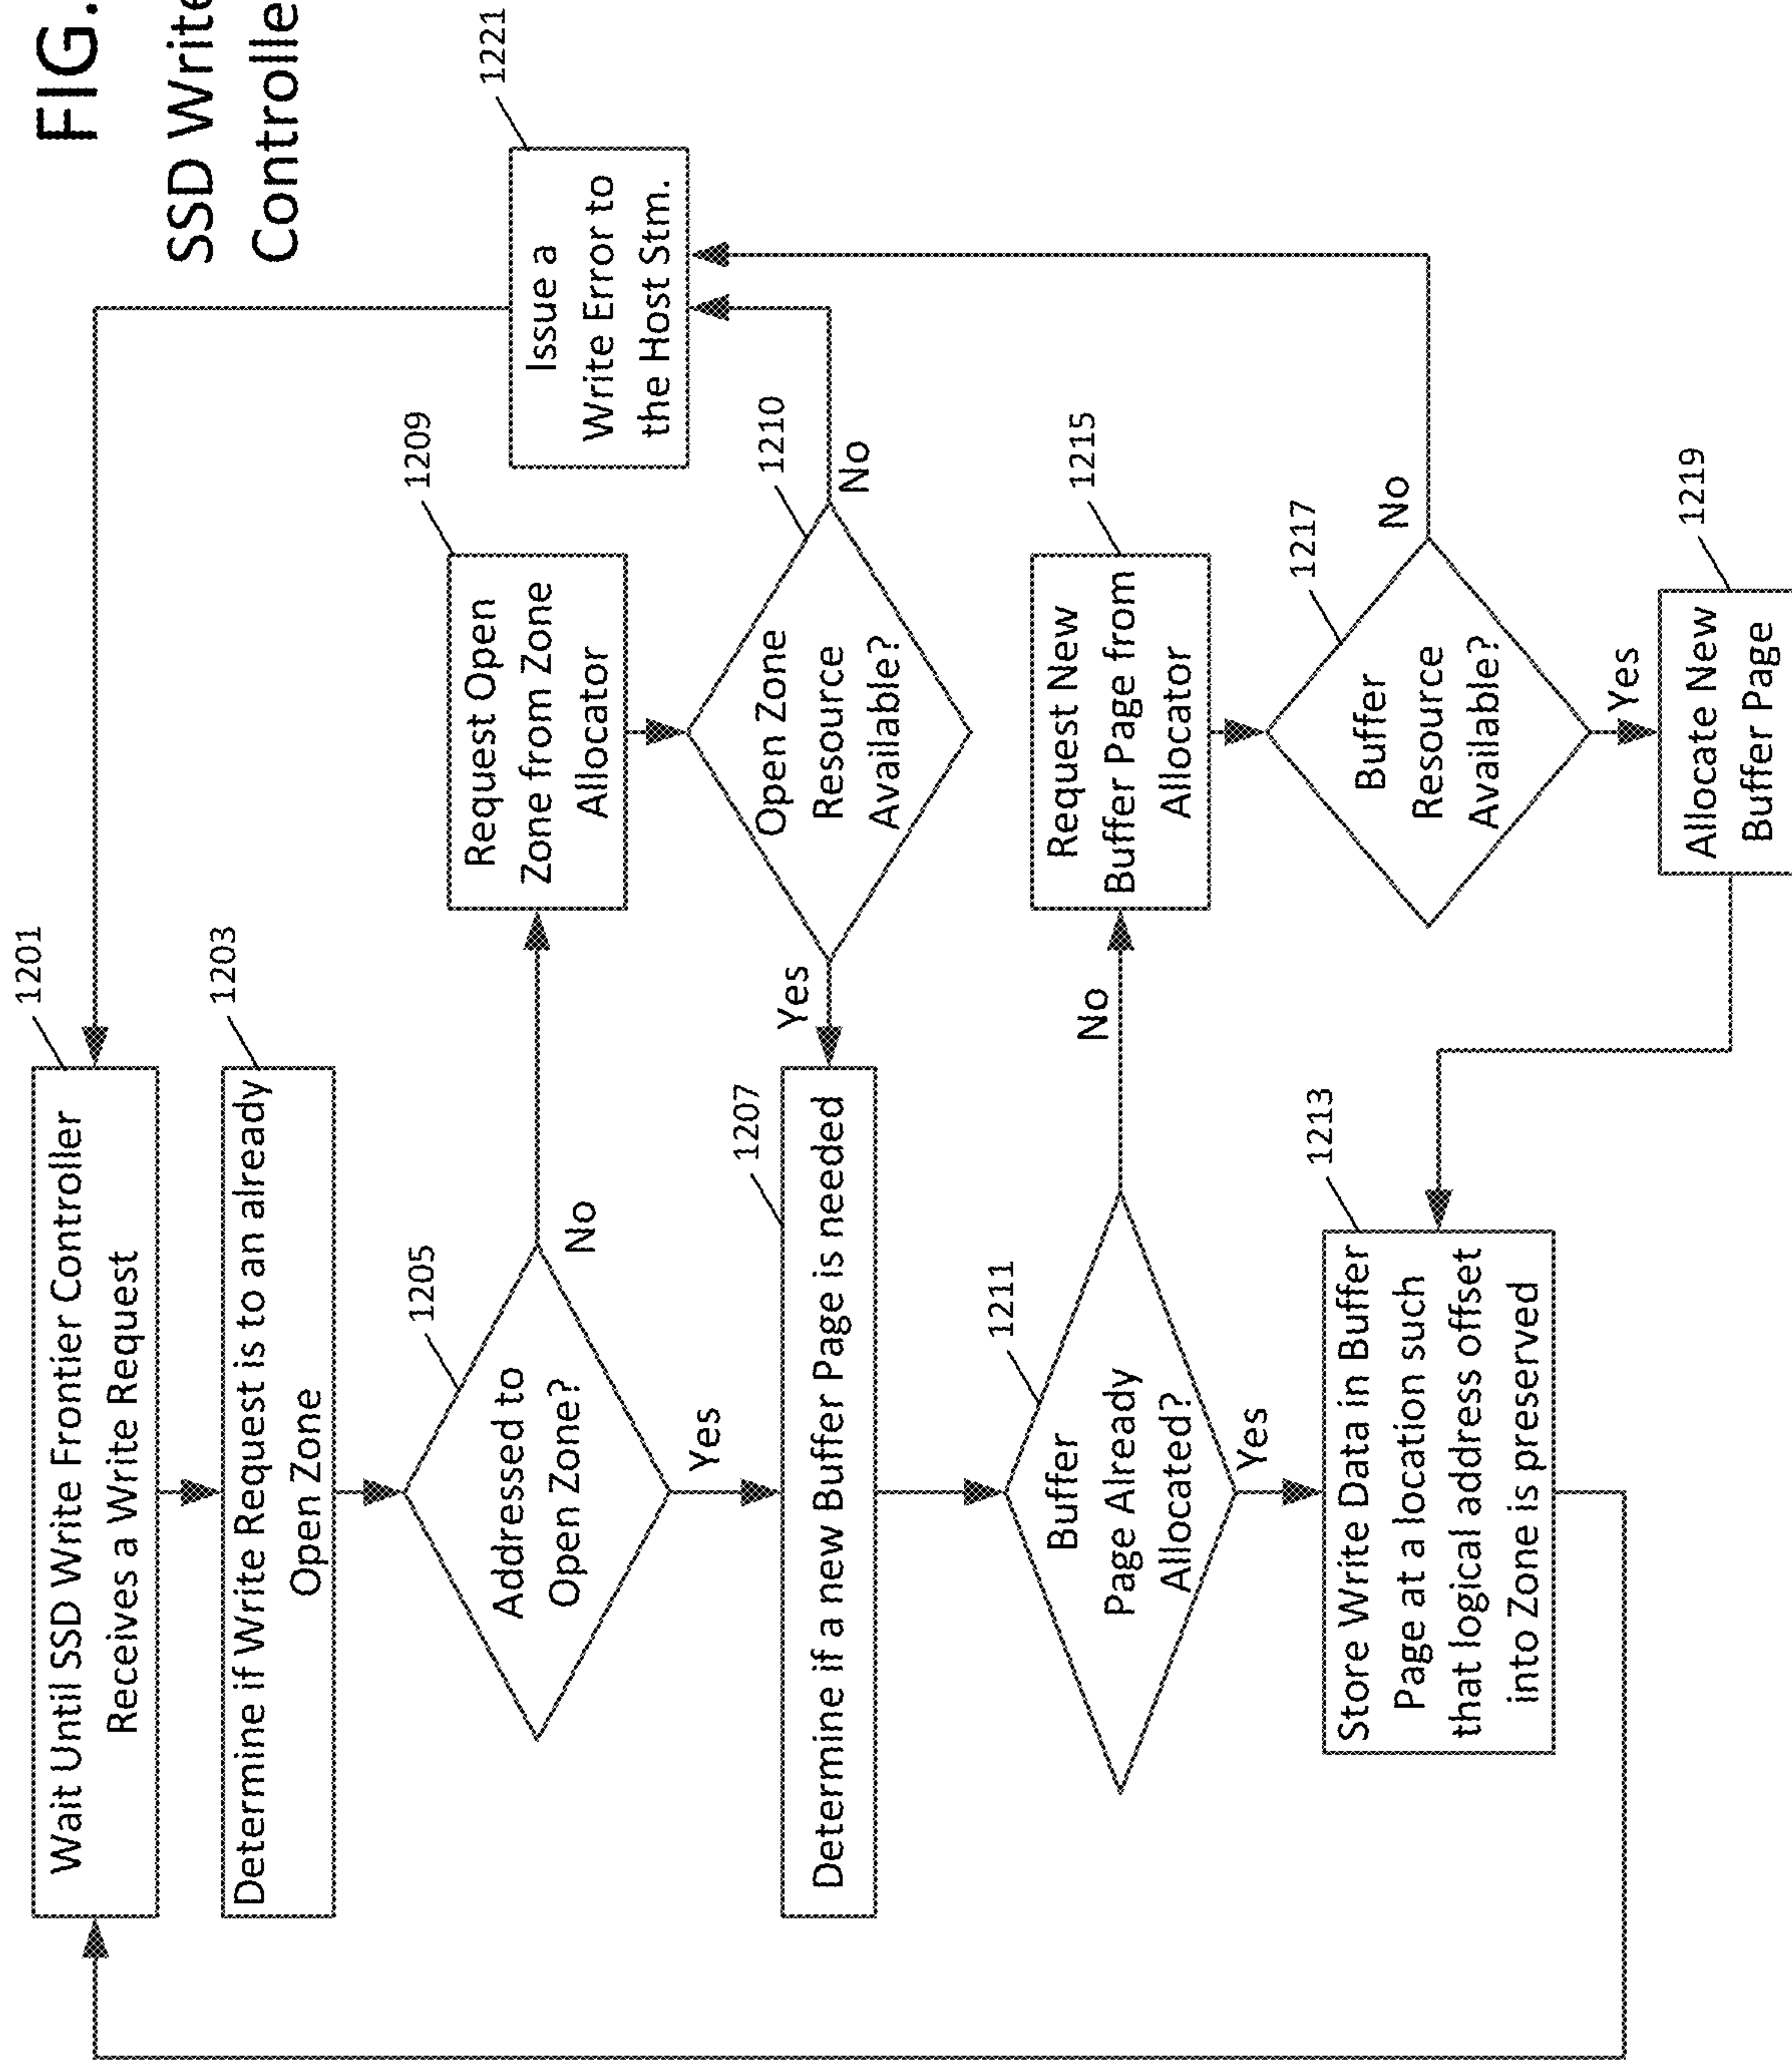 FIG.
SSD Write
Controlle
1201
Wait Until SSD Write Frontier Controller
Receives a Write Request
1203
Determine if Write Request is to an already
Open Zone
1205
Addressed to
Open Zone?
No
Yes
1209
Request Open
Zone from Zone
Allocator
1210
Open Zone
Resource
Available?
No
Yes
1221
Issue a
Write Error to
the Host Stm.
1207
Determine if a new Buffer Page is needed
1211
Buffer
Page Already
Allocated?
No
Yes
1215
Request New
Buffer Page from
Allocator
1217
Buffer
Resource
Available?
No
Yes
1219
Allocate New
Buffer Page
1213
Store Write Data in Buffer
Page at a location such
that logical address offset
into Zone is preserved